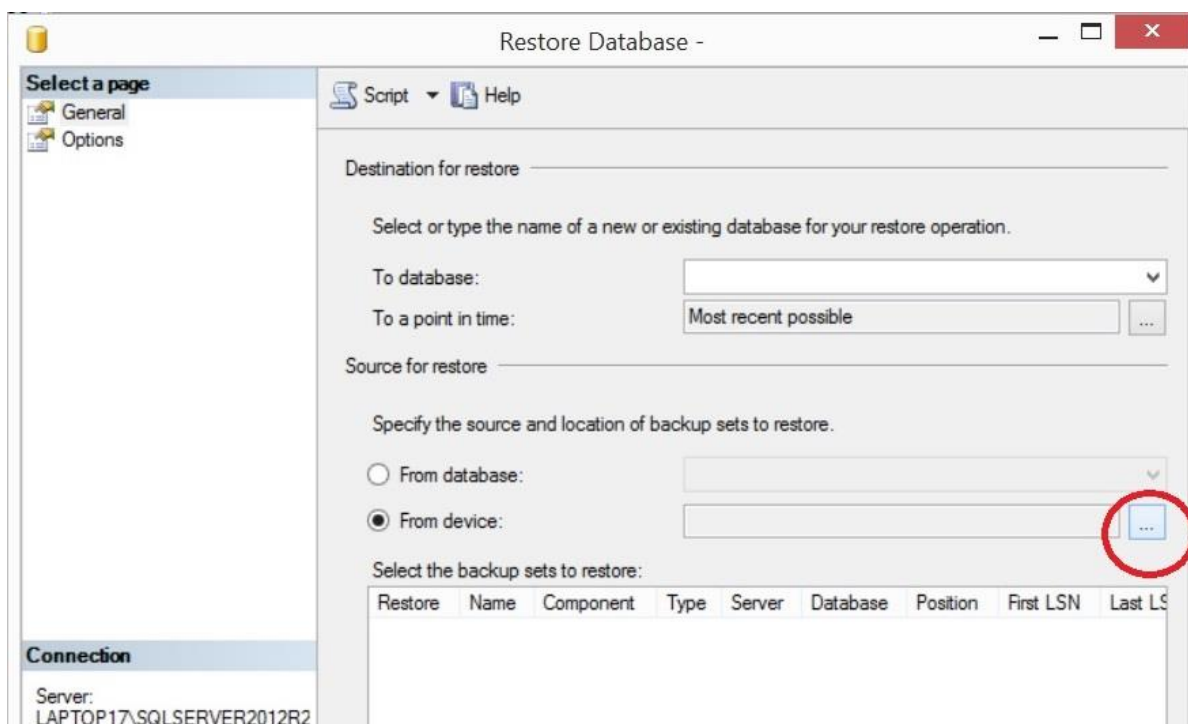 Restore Database -
Select a page
General
Options
Script Help
Destination for restore
Select or type the name of a new or existing database for your restore operation.
To database:
To a point in time: Most recent possible ...
Source for restore
Specify the source and location of backup sets to restore.
From database:
From device: ...
Select the backup sets to restore:
Restore Name Component Type Server Database Position First LSN Last LS
Connection
Server:
LAPTOP17\SQLSERVER2012R2